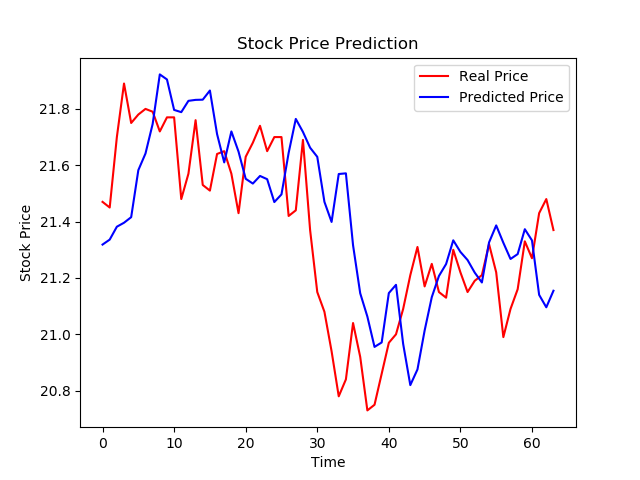 Stock Price Prediction
Real Price
Predicted Price
21.8
21.6
21.4
21.2
21.0
20.8
Stock Price
0 10 20 30 40 50 60
Time